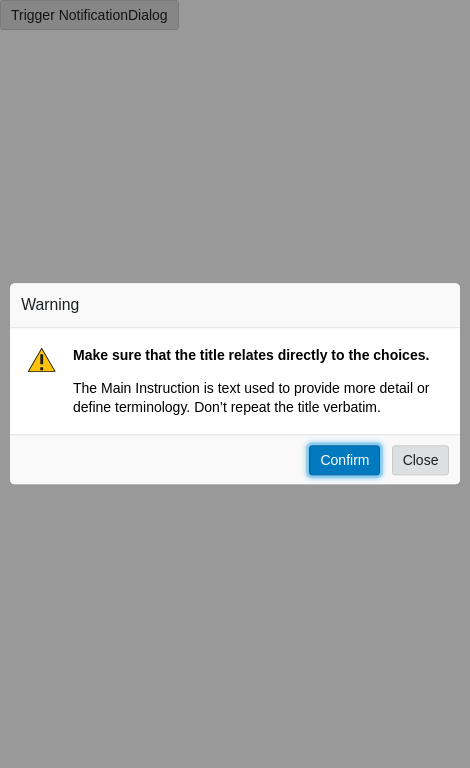 Trigger NotificationDialog
Warning
Make sure that the title relates directly to the choices.
The Main Instruction is text used to provide more detail or
define terminology. Don’t repeat the title verbatim.
Confirm Close